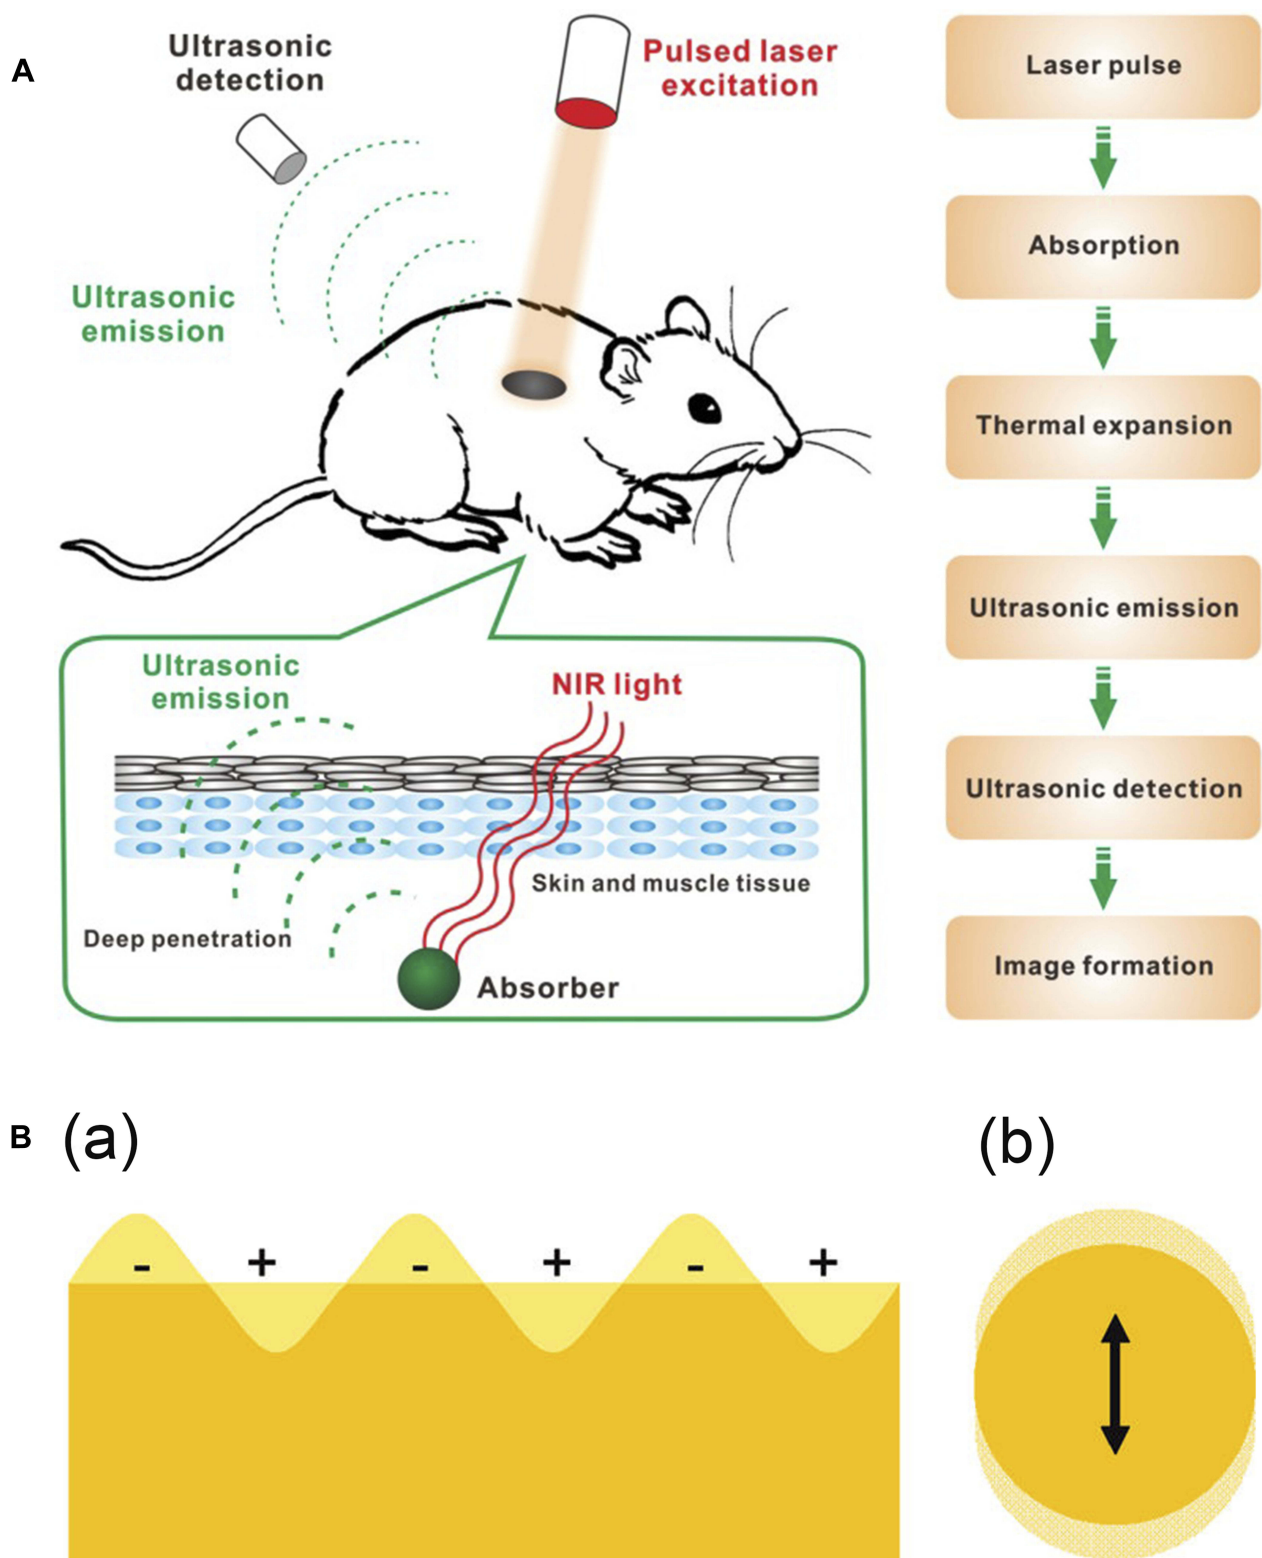 A
Ultrasonic
detection
Pulsed laser
excitation
Ultrasonic
emission
Laser pulse
Absorption
Thermal expansion
Ultrasonic emission
Ultrasonic detection
Image formation
Ultrasonic
emission
NIR light
Skin and muscle tissue
Deep penetration
Absorber
B
(a)
(b)
- + - + - +